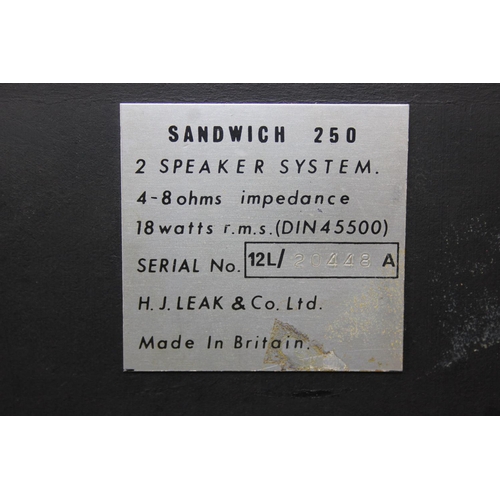 SANDWICH 250
2 SPEAKER SYSTEM.
4-8 ohms impedance
18 watts r.m.s. (DIN 45500)
SERIAL No. 12L/ 20448 A
H. J. LEAK & Co. Ltd.
Made In Britain.